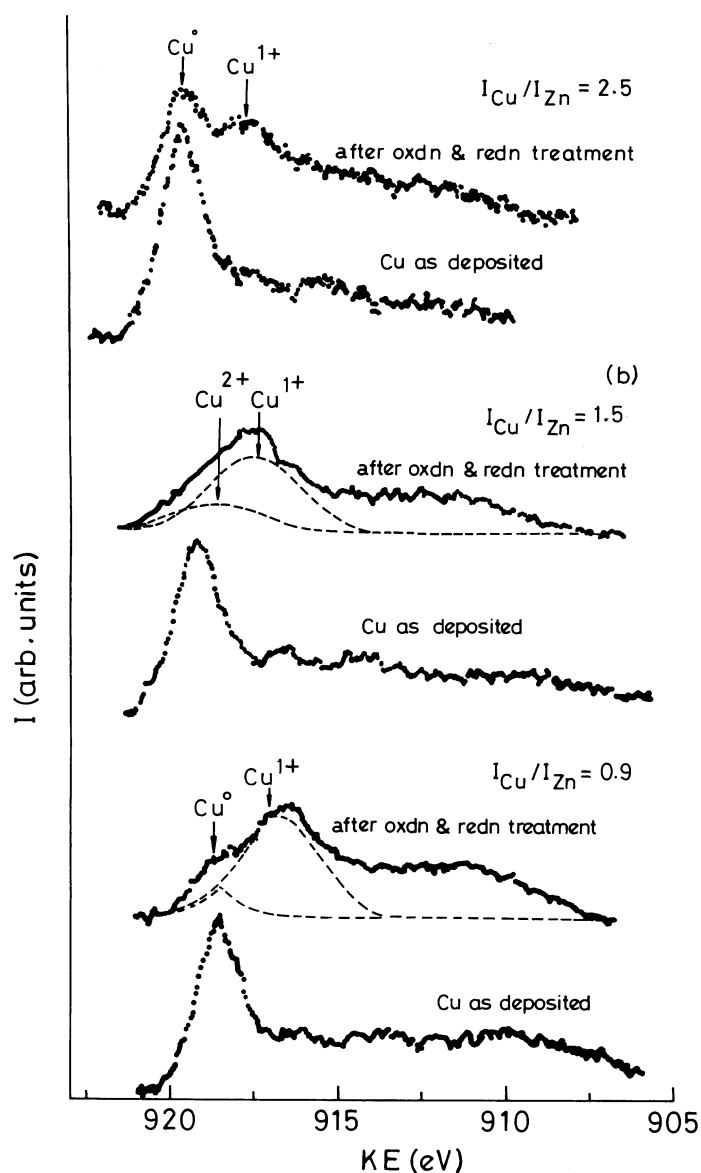 Cu° Cu1+
ICu/IZn = 2.5
after oxdn & redn treatment
Cu as deposited
(b)
Cu2+ Cu1+
ICu/IZn = 1.5
after oxdn & redn treatment
Cu as deposited
I (arb. units)
ICu/IZn = 0.9
Cu° Cu1+
after oxdn & redn treatment
Cu as deposited
920 915 910 905
KE (eV)